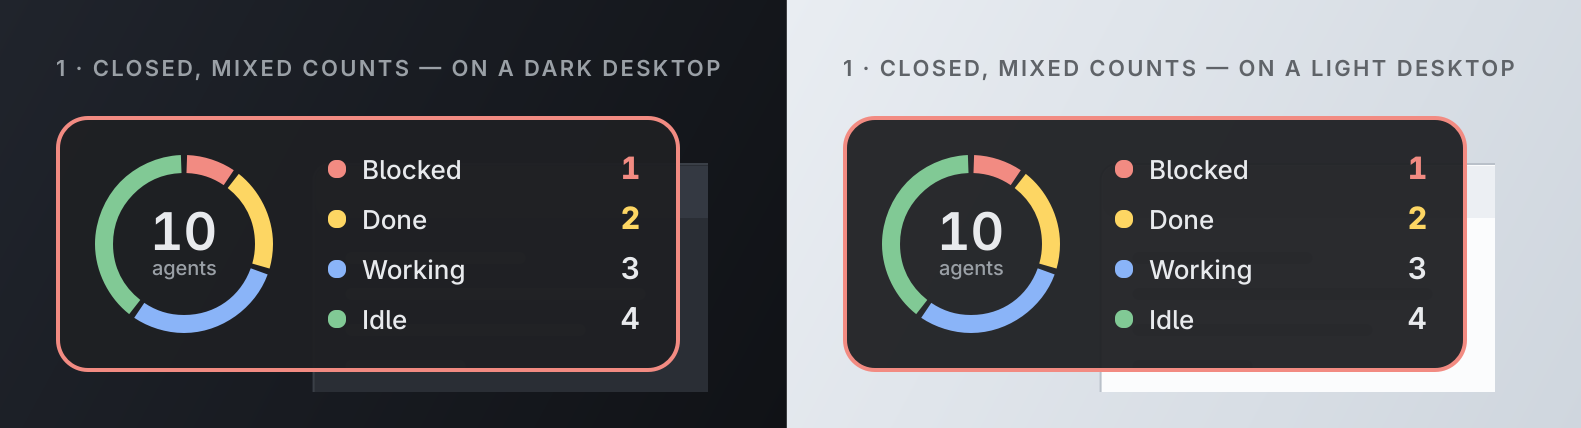 1 · CLOSED, MIXED COUNTS — ON A DARK DESKTOP
10
agents
Blocked 1
Done 2
Working 3
Idle 4
1 · CLOSED, MIXED COUNTS — ON A LIGHT DESKTOP
10
agents
Blocked 1
Done 2
Working 3
Idle 4